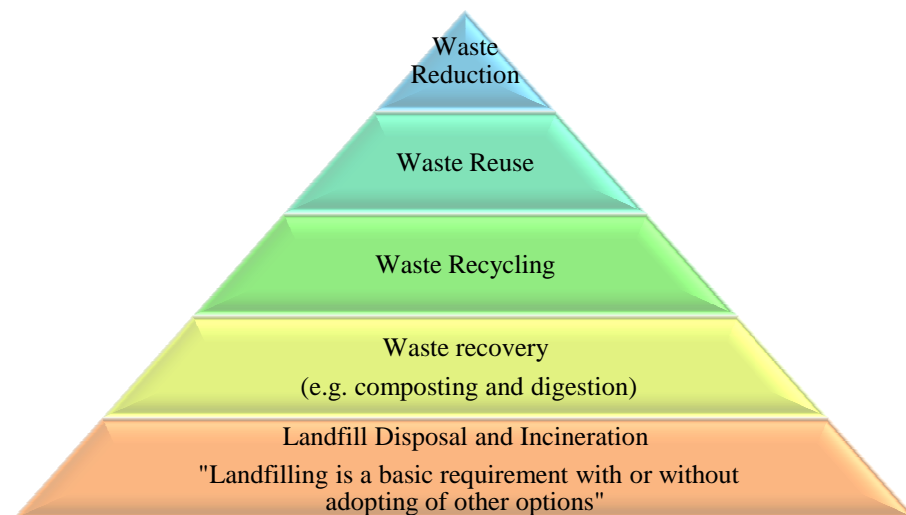 Waste
Reduction
Waste Reuse
Waste Recycling
Waste recovery
(e.g. composting and digestion)
Landfill Disposal and Incineration
"Landfilling is a basic requirement with or without
adopting of other options"